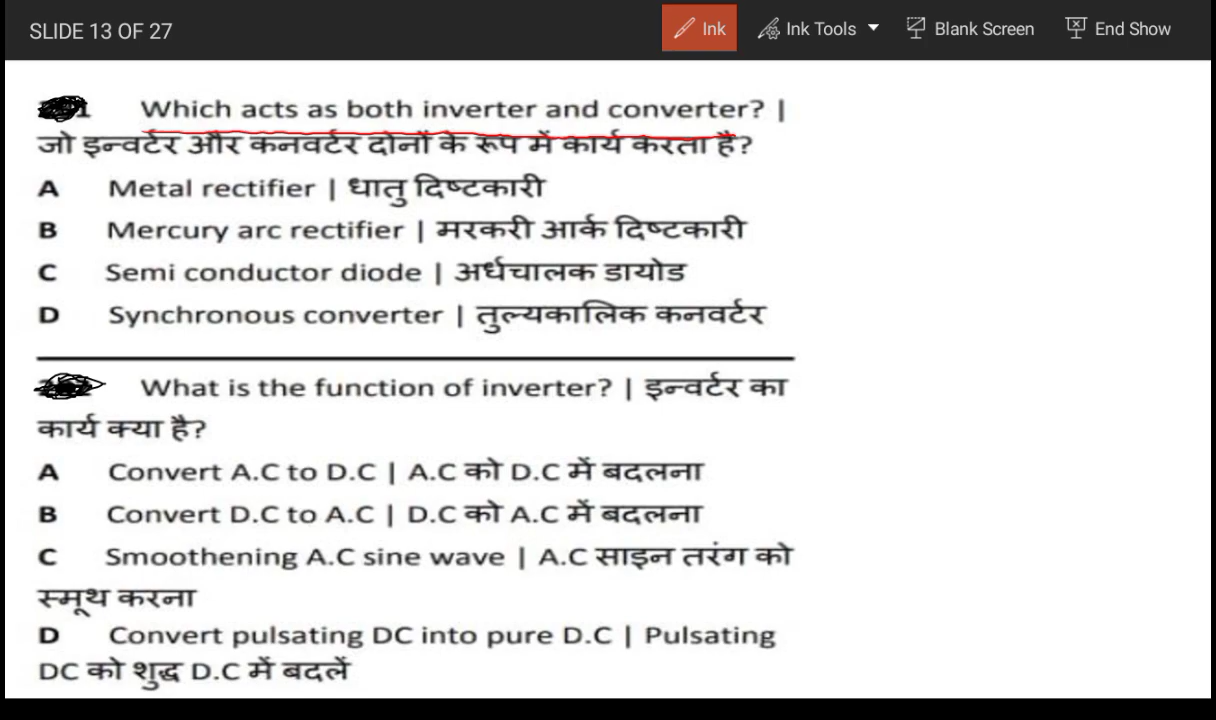 SLIDE 13 OF 27 Ink Ink Tools Blank Screen End Show
Which acts as both inverter and converter? |
जो इन्वर्टर और कनवर्टर दोनों के रूप में कार्य करता है?
A Metal rectifier | धातु दिष्टकारी
B Mercury arc rectifier | मरकरी आर्क दिष्टकारी
C Semi conductor diode | अर्धचालक डायोड
D Synchronous converter | तुल्यकालिक कनवर्टर
What is the function of inverter? | इन्वर्टर का
कार्य क्या है?
A Convert A.C to D.C | A.C को D.C में बदलना
B Convert D.C to A.C | D.C को A.C में बदलना
C Smoothening A.C sine wave | A.C साइन तरंग को
स्मूथ करना
D Convert pulsating DC into pure D.C | Pulsating
DC को शुद्ध D.C में बदलें